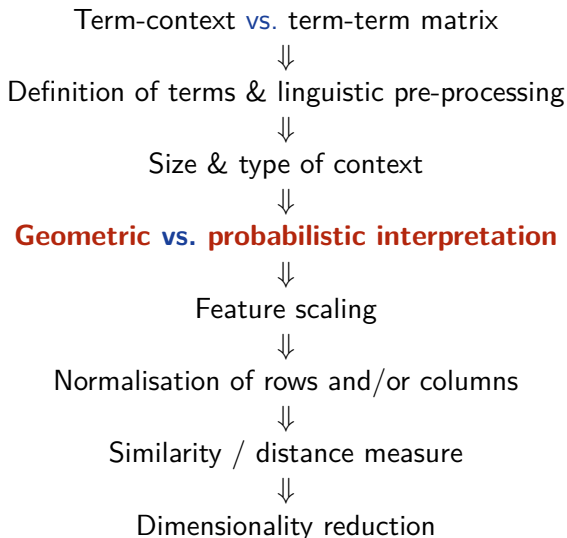 Term-context vs. term-term matrix
⇓
Definition of terms & linguistic pre-processing
⇓
Size & type of context
⇓
Geometric vs. probabilistic interpretation
⇓
Feature scaling
⇓
Normalisation of rows and/or columns
⇓
Similarity / distance measure
⇓
Dimensionality reduction